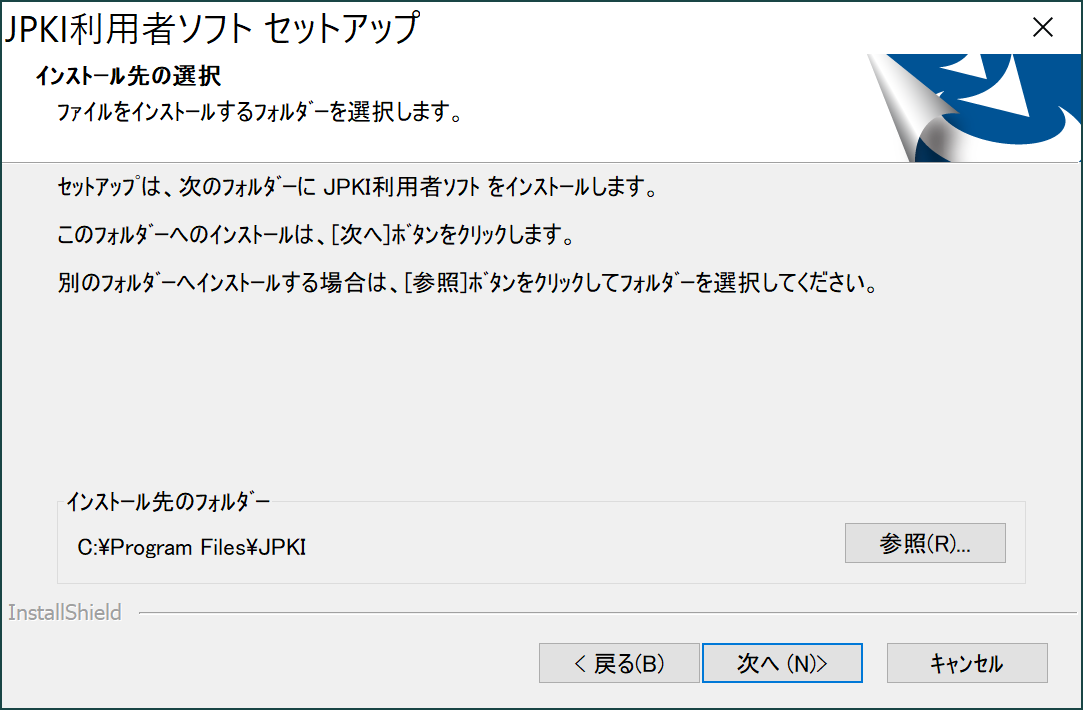 JPKI利用者ソフト セットアップ
インストール先の選択
ファイルをインストールするフォルダーを選択します。
セットアップは、次のフォルダーに JPKI利用者ソフト をインストールします。
このフォルダーへのインストールは、[次へ]ボタンをクリックします。
別のフォルダーへインストールする場合は、[参照]ボタンをクリックしてフォルダーを選択してください。
インストール先のフォルダー
C:¥Program Files¥JPKI
参照(R)...
InstallShield
< 戻る(B)
次へ (N)>
キャンセル